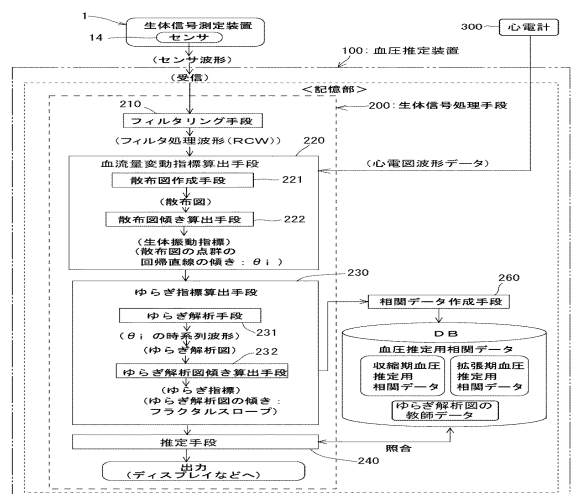 1
生体信号測定装置
14
センサ
300
心電計
(センサ波形)
100:血圧推定装置
(受信)
<記憶部>
210
200:生体信号処理手段
フィルタリング手段
(フィルタ処理波形(RCW))
220
血流量変動指標算出手段
(心電図波形データ)
散布図作成手段
221
(散布図)
散布図傾き算出手段
222
(生体振動指標)
(散布図の点群の
回帰直線の傾き:θi)
230
ゆらぎ指標算出手段
260
相関データ作成手段
ゆらぎ解析手段
231
(θiの時系列波形)
(ゆらぎ解析図)
232
ゆらぎ解析図傾き算出手段
(ゆらぎ指標)
(ゆらぎ解析図の傾き:
フラクタルスロープ)
DB
血圧推定用相関データ
収縮期血圧
推定用
相関データ
拡張期血圧
推定用
相関データ
ゆらぎ解析図の
教師データ
推定手段
照合
240
出力
(ディスプレイなどへ)